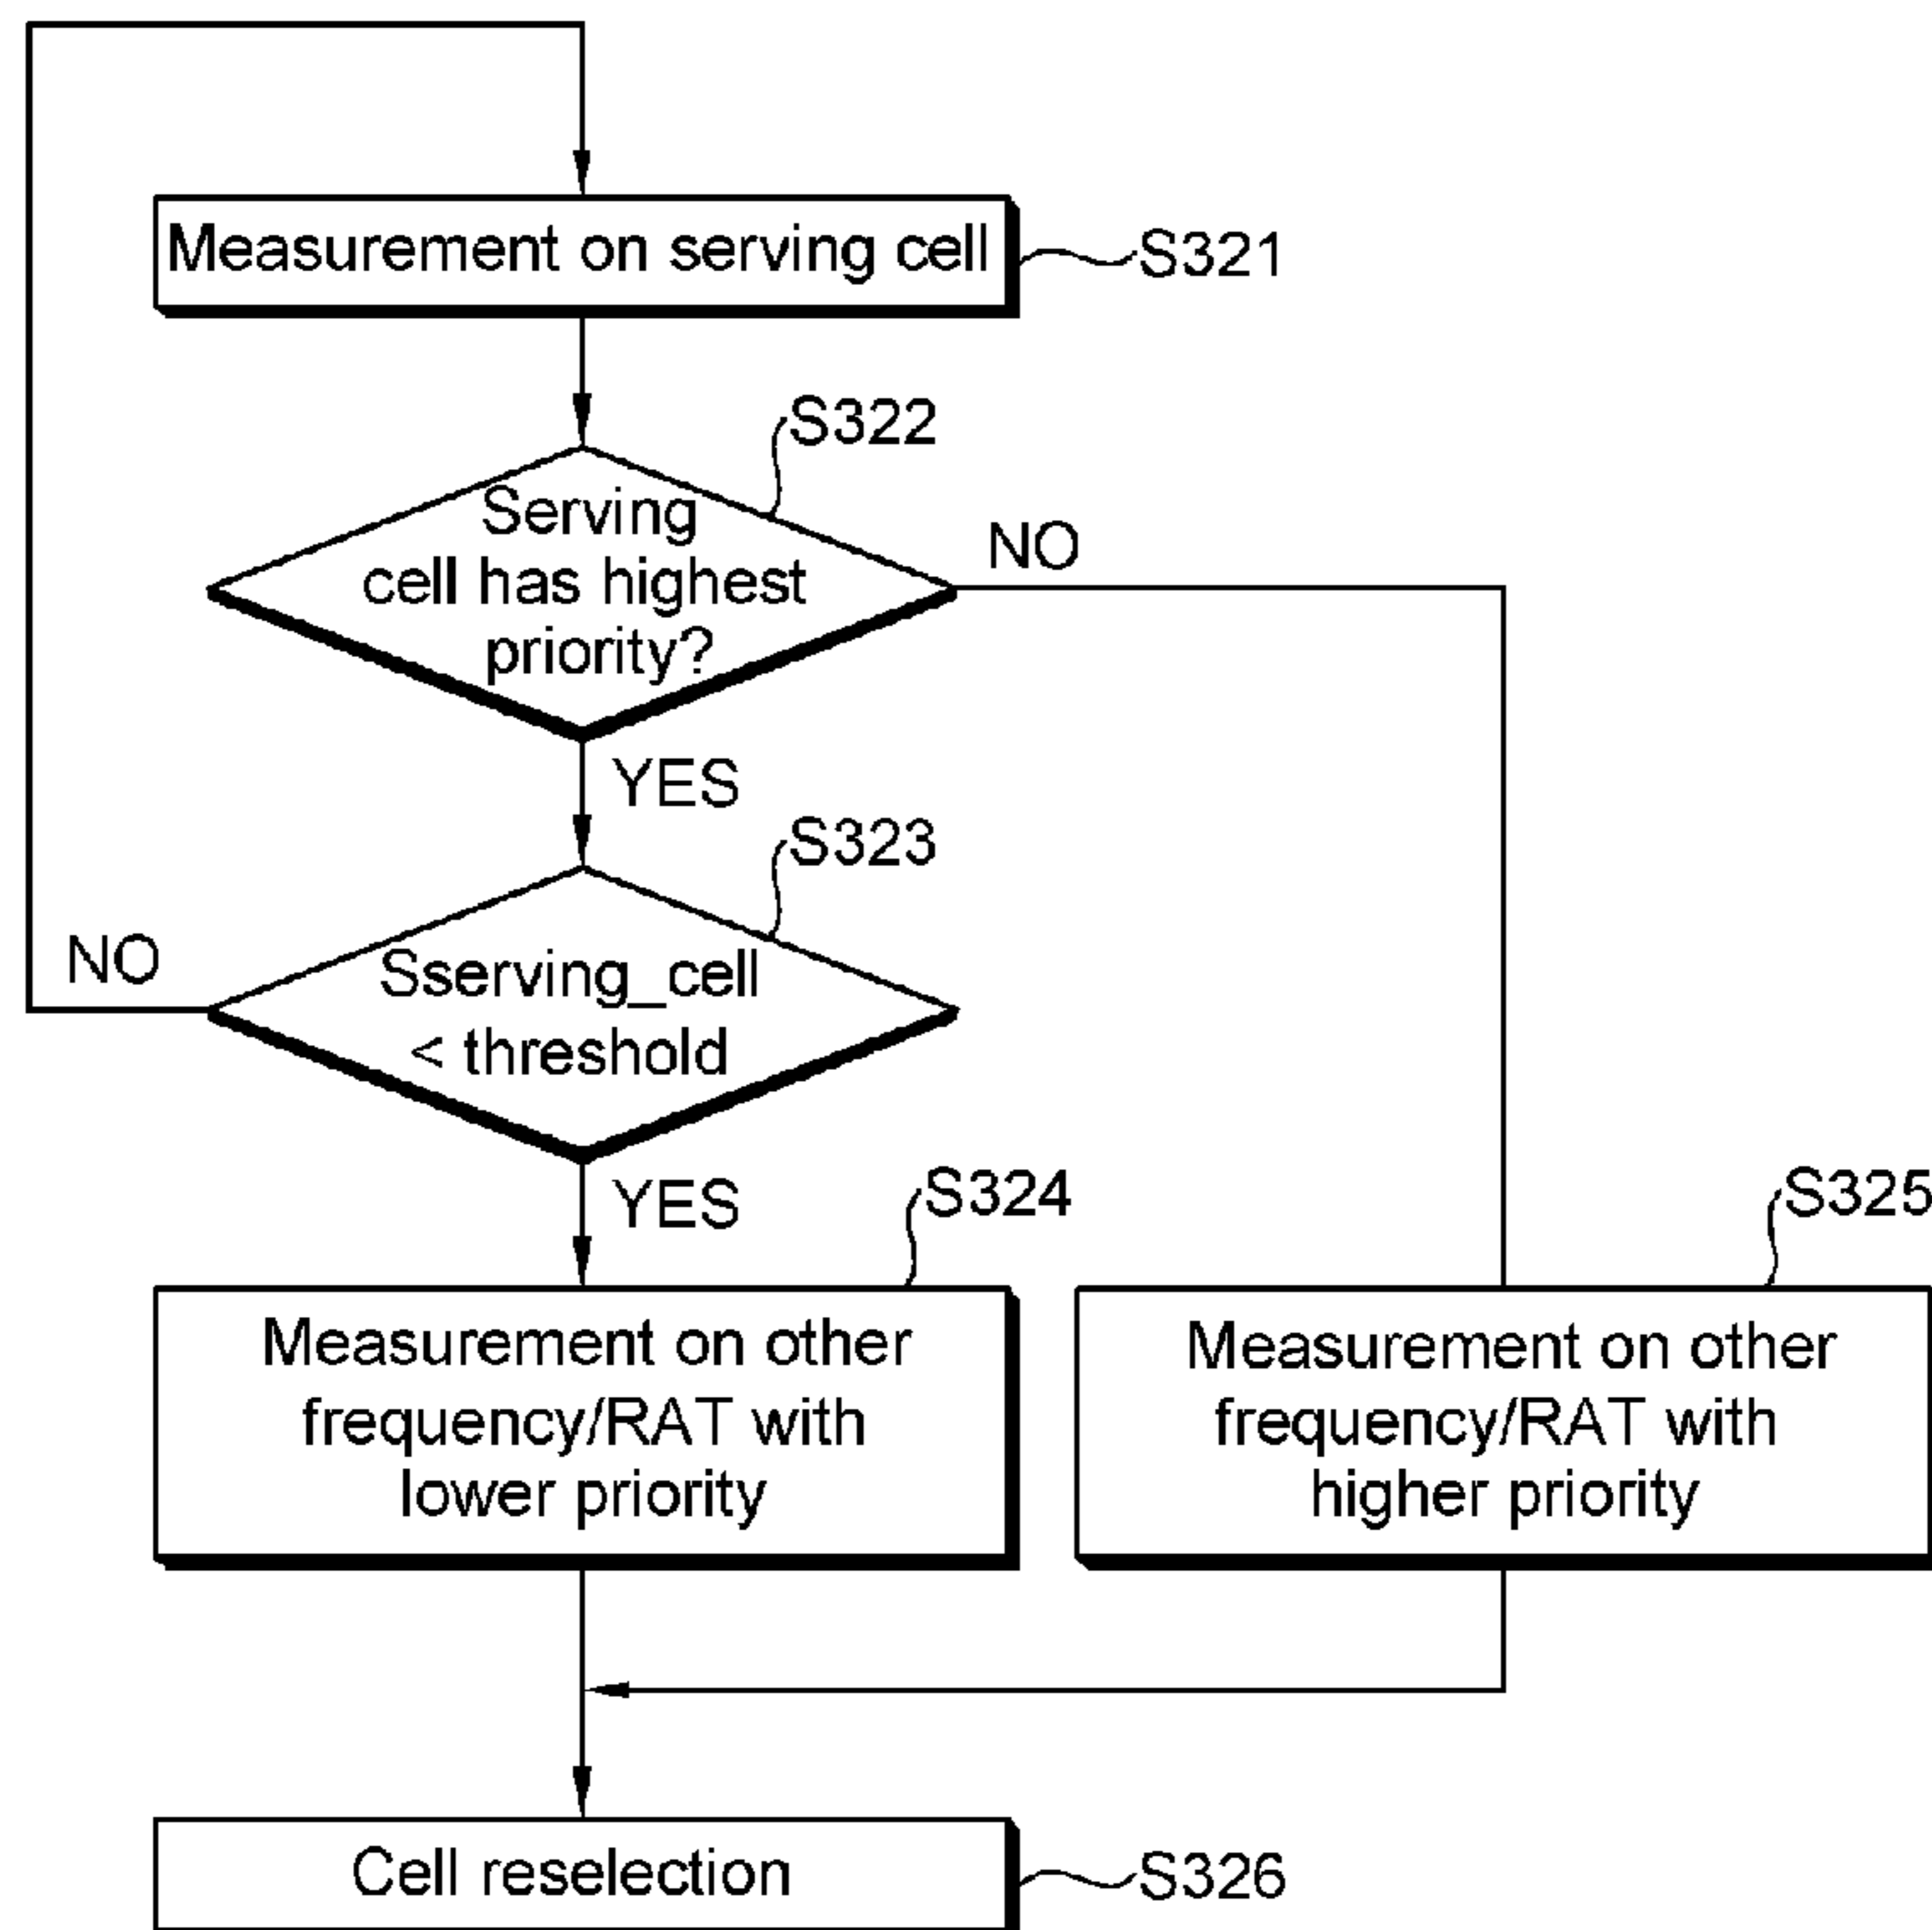 Measurement on serving cell
S321
S322
Serving
cell has highest
priority?
NO
YES
S323
NO
Sserving_cell
< threshold
YES
S324
S325
Measurement on other
frequency/RAT with
lower priority
Measurement on other
frequency/RAT with
higher priority
Cell reselection
S326